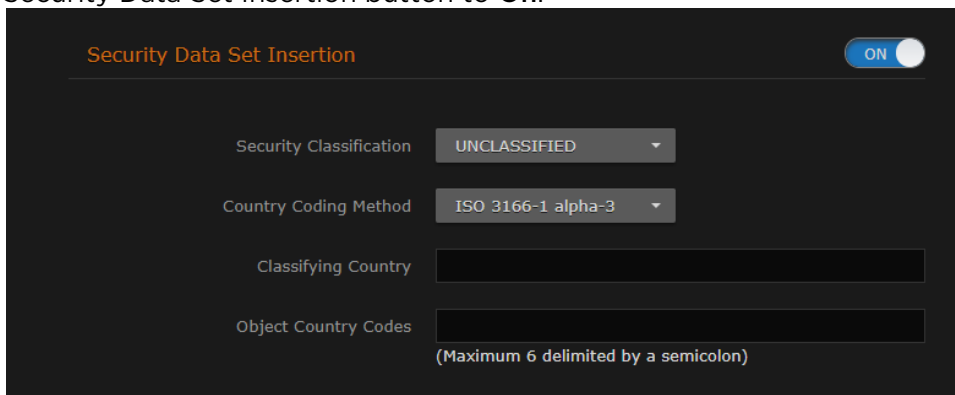 Security Data Set Insertion button to On.
Security Data Set Insertion
ON
Security Classification
UNCLASSIFIED
Country Coding Method
ISO 3166-1 alpha-3
Classifying Country
Object Country Codes
(Maximum 6 delimited by a semicolon)